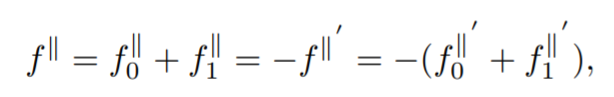 f^∥ = f_0^∥ + f_1^∥ = −f^∥′ = −(f_0^∥′ + f_1^∥′),